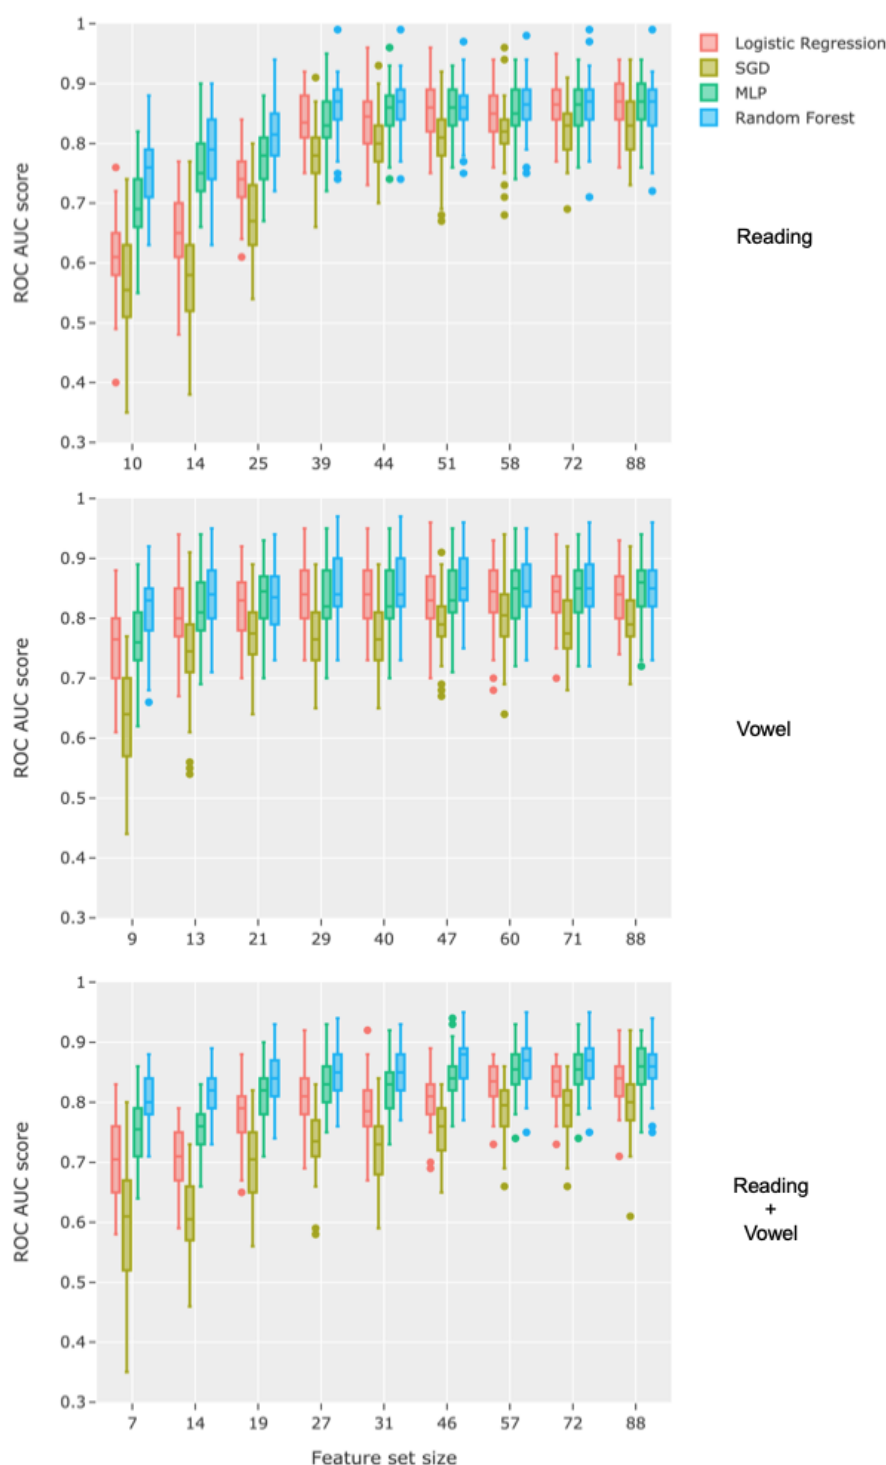 1
0.9
0.8
0.7
0.6
0.5
0.4
0.3
ROC AUC score
10 14 25 39 44 51 58 72 88
Logistic Regression
SGD
MLP
Random Forest
Reading
1
0.9
0.8
0.7
0.6
0.5
0.4
0.3
ROC AUC score
9 13 21 29 40 47 60 71 88
Vowel
1
0.9
0.8
0.7
0.6
0.5
0.4
0.3
ROC AUC score
7 14 19 27 31 46 57 72 88
Reading
+
Vowel
Feature set size